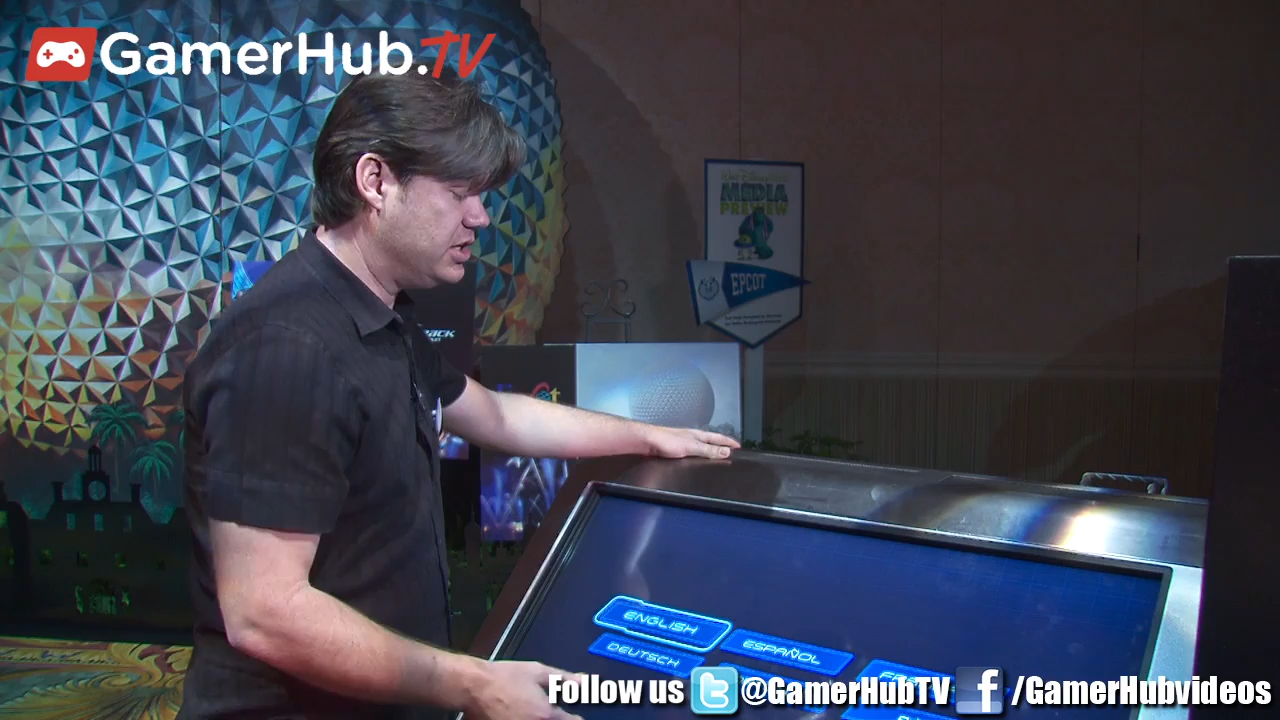 GamerHub.TV
MEDIA
PREVIEW
EPCOT
ENGLISH
ESPAÑOL
DEUTSCH
Follow us @GamerHubTV /GamerHubvideos